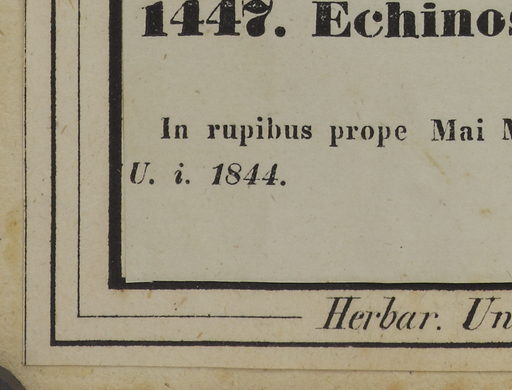 1447. Echinos
In rupibus prope Mai
U. i. 1844.
Herbar. Un